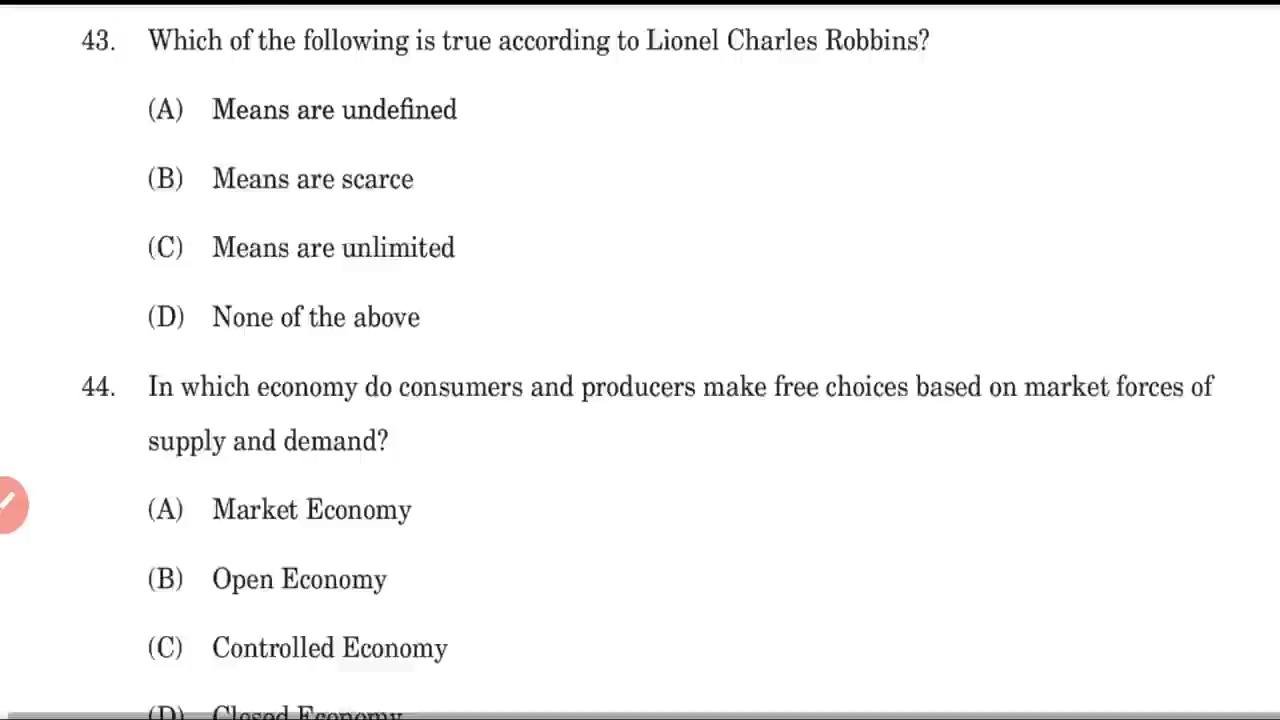 43. Which of the following is true according to Lionel Charles Robbins?
(A) Means are undefined
(B) Means are scarce
(C) Means are unlimited
(D) None of the above
44. In which economy do consumers and producers make free choices based on market forces of
supply and demand?
(A) Market Economy
(B) Open Economy
(C) Controlled Economy
(D) Closed Economy